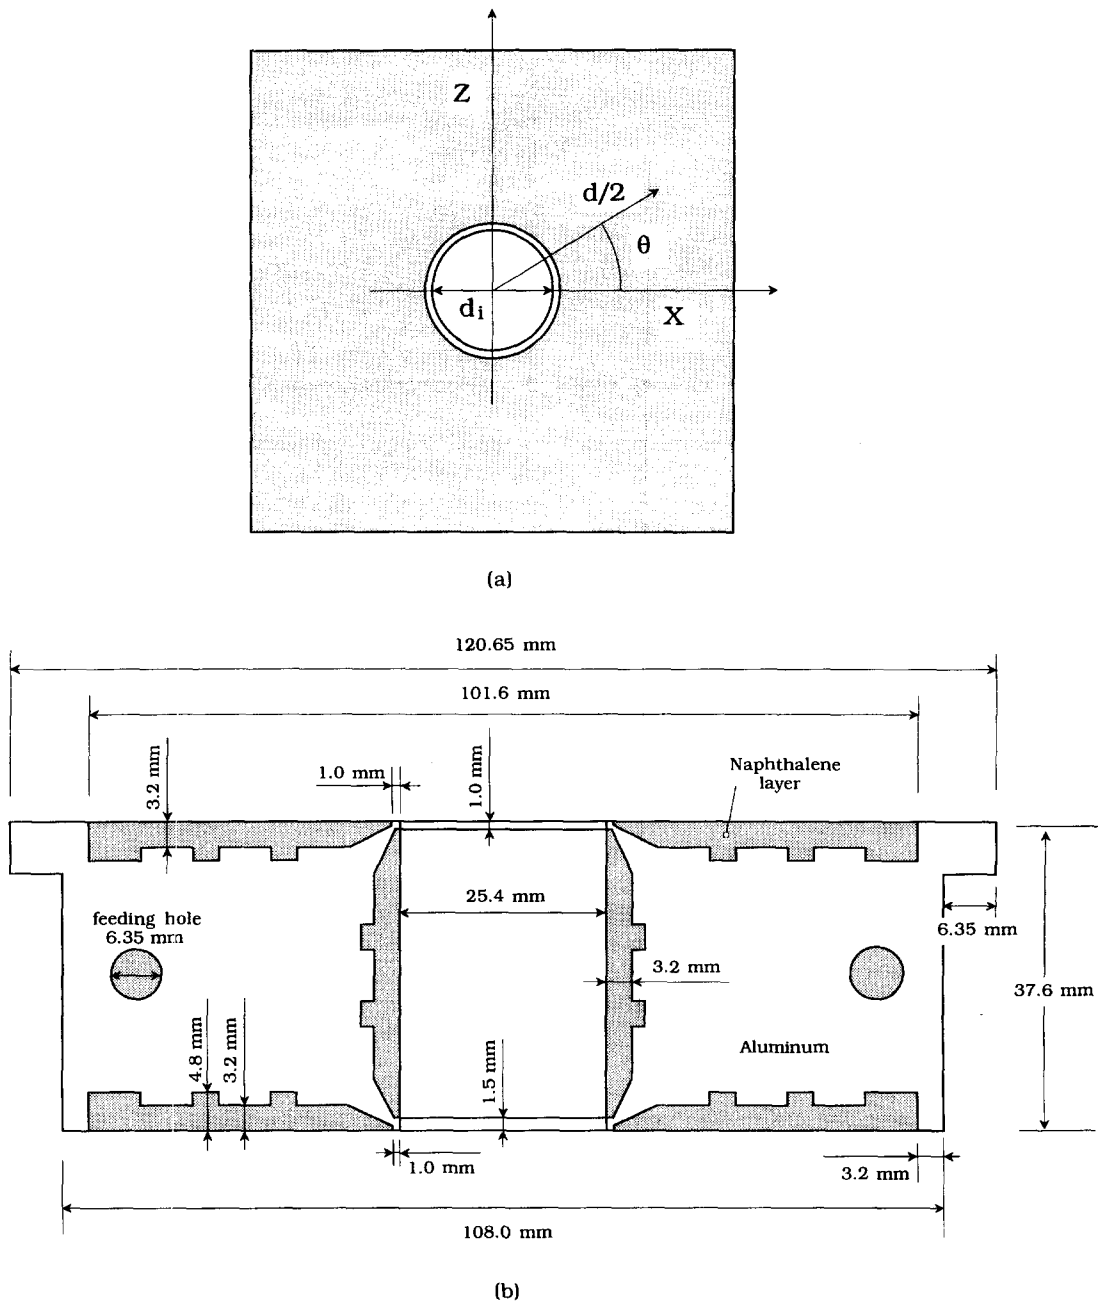 Z
d/2
θ
d i
X
(a)
120.65 mm
101.6 mm
3.2 mm
1.0 mm
1.0 mm
Naphthalene
layer
feeding hole
6.35 mm
25.4 mm
6.35 mm
3.2 mm
37.6 mm
4.8 mm
3.2 mm
1.5 mm
Aluminum
1.0 mm
3.2 mm
108.0 mm
(b)